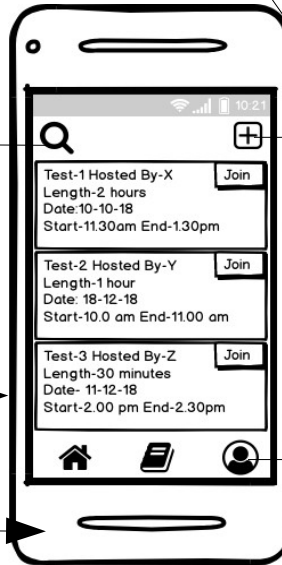 10:21
Test-1 Hosted By-X
Join
Length-2 hours
Date:10-10-18
Start-11.30am End-1.30pm
Test-2 Hosted By-Y
Join
Length-1 hour
Date: 18-12-18
Start-10.0 am End-11.00 am
Test-3 Hosted By-Z
Join
Length-30 minutes
Date- 11-12-18
Start-2.00 pm End-2.30pm